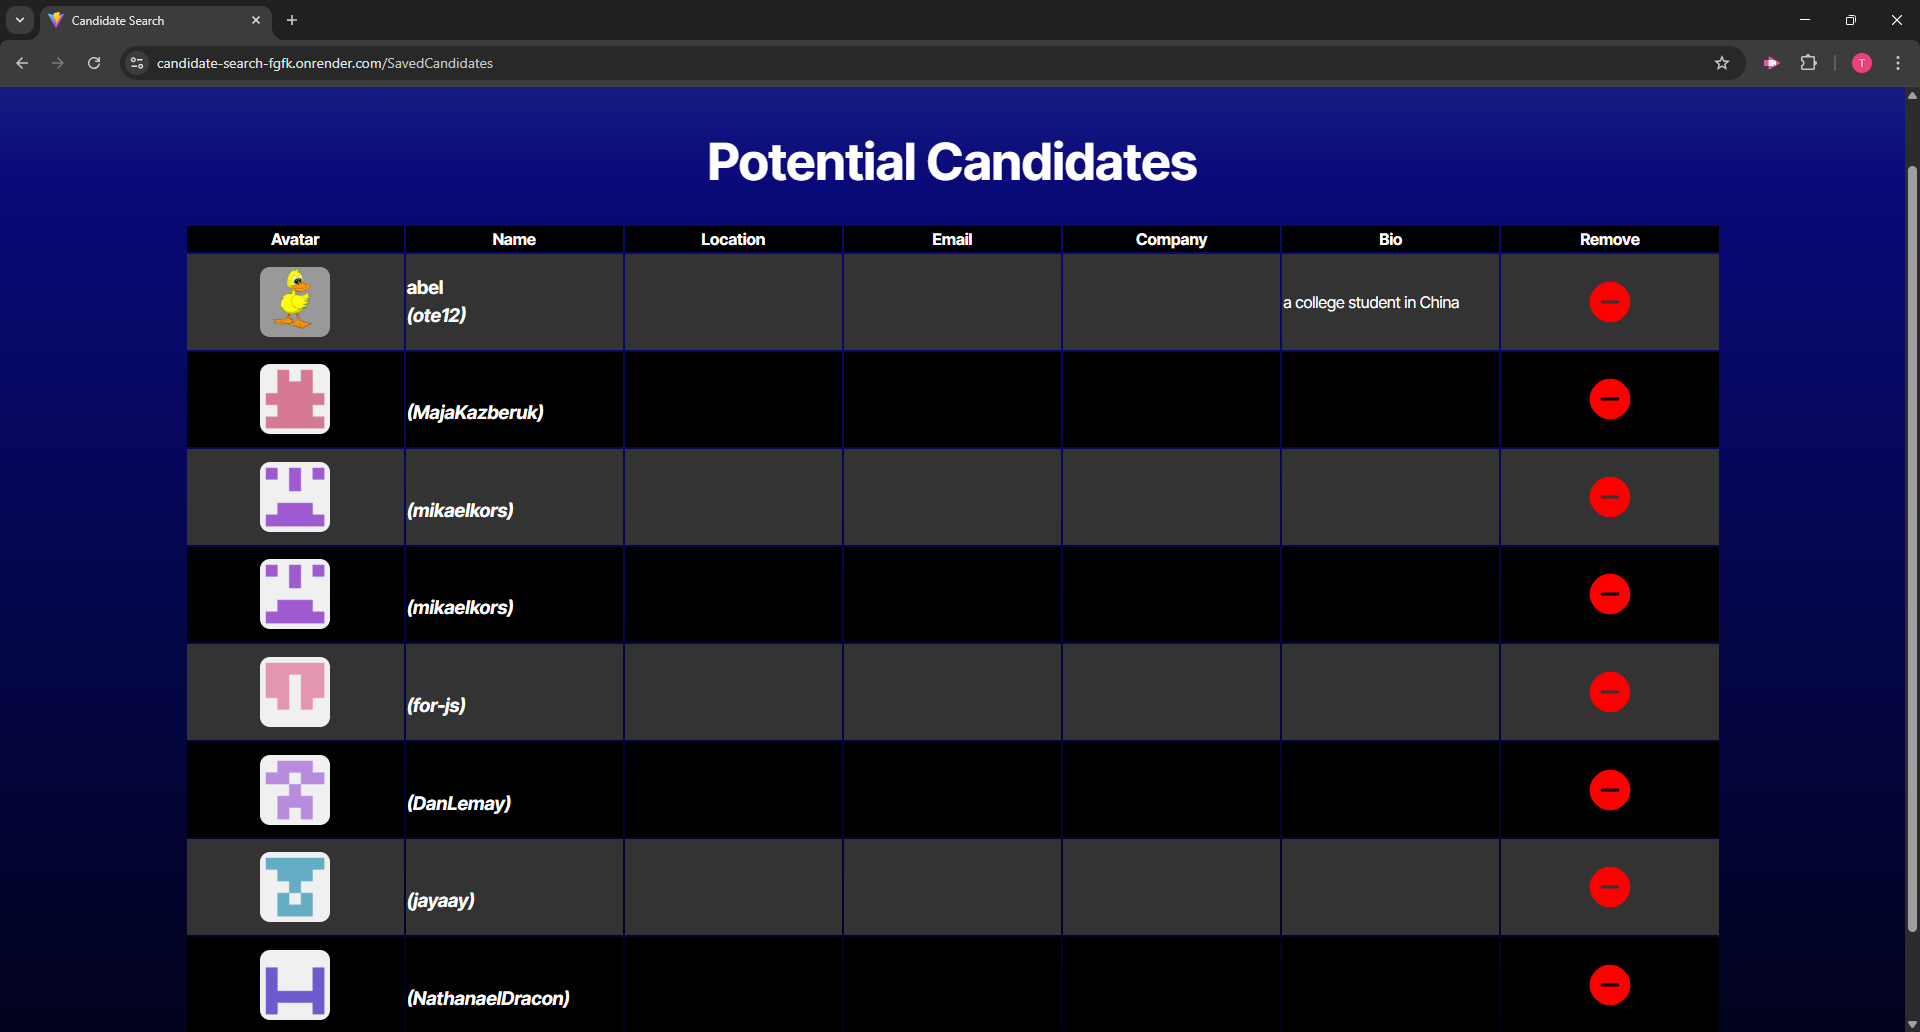 Candidate Search
candidate-search-fgfk.onrender.com/SavedCandidates
T
Potential Candidates
Avatar Name Location Email Company Bio Remove
abel
(ote12)
a college student in China
(MajaKazberuk)
(mikaelkors)
(mikaelkors)
(for-js)
(DanLemay)
(jayaay)
(NathanaelDracon)